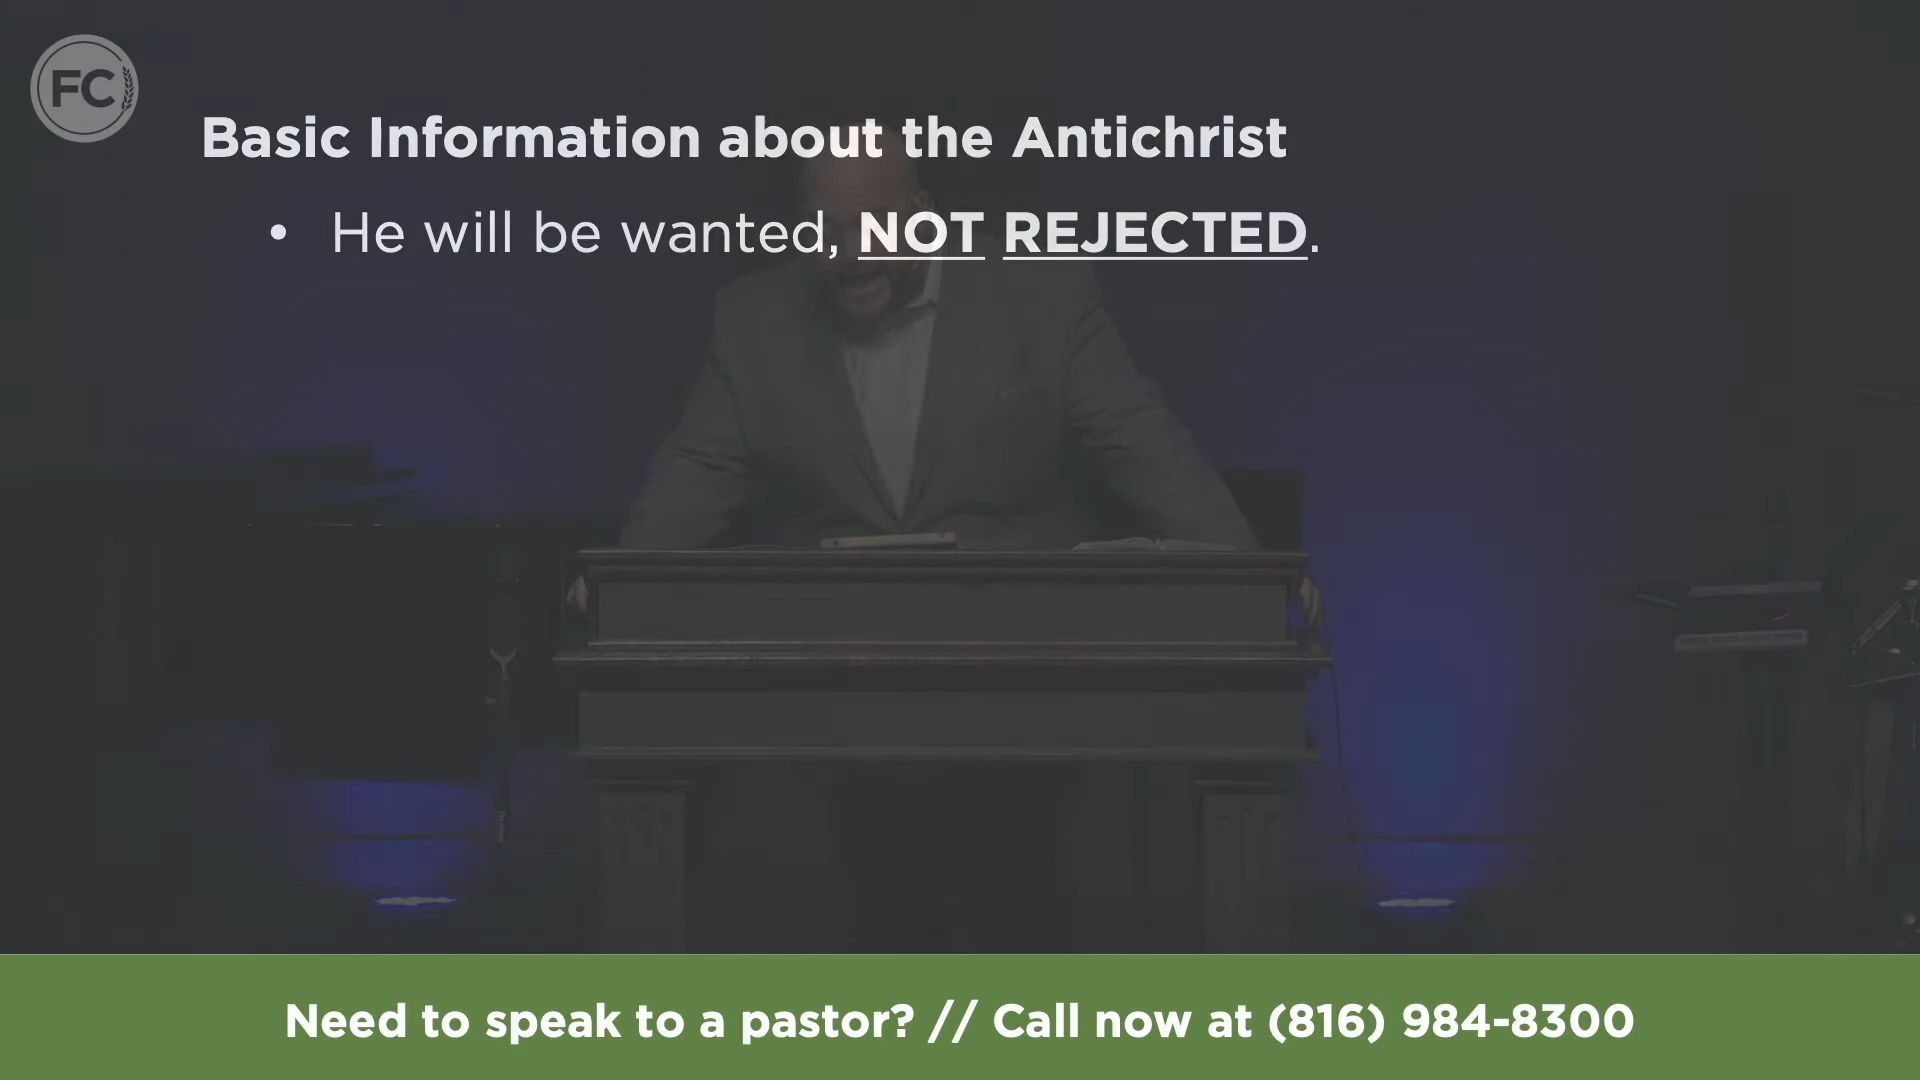 FC
Basic Information about the Antichrist
• He will be wanted, NOT REJECTED.
Need to speak to a pastor? // Call now at (816) 984-8300